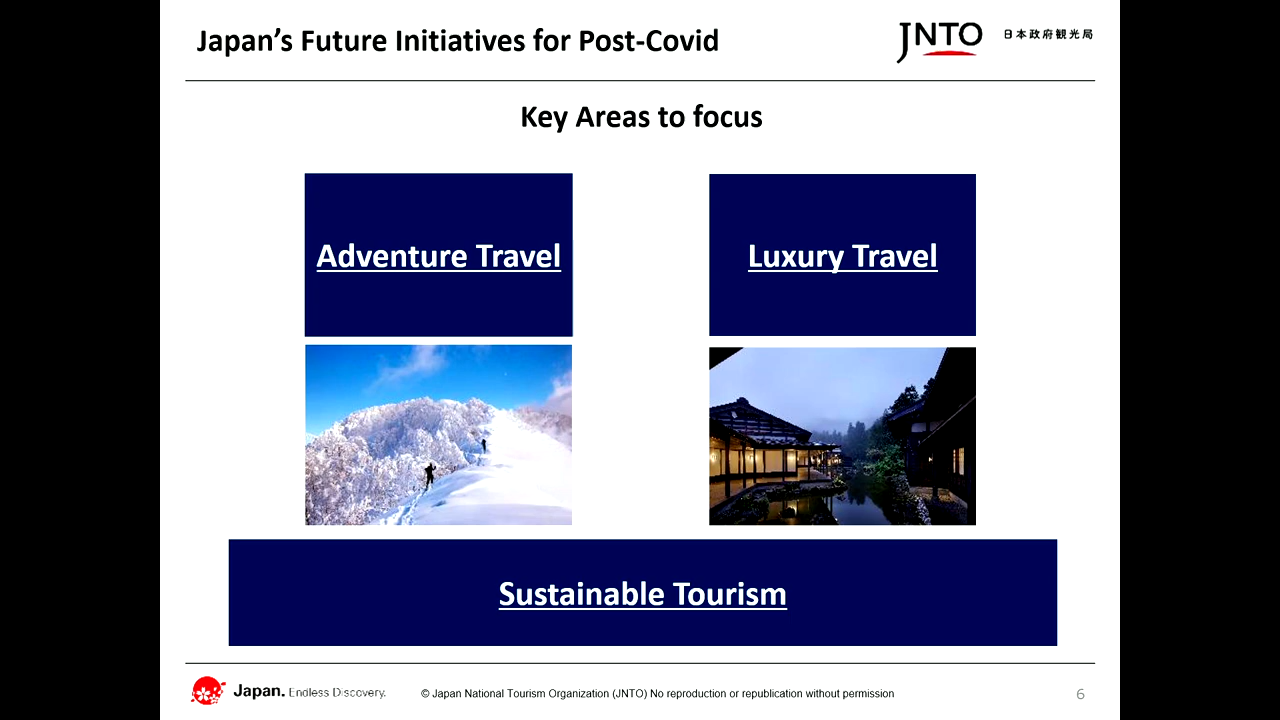 Japan’s Future Initiatives for Post-Covid
JNTO 日本政府観光局
Key Areas to focus
Adventure Travel
Luxury Travel
Sustainable Tourism
Japan. Endless Discovery.
© Japan National Tourism Organization (JNTO) No reproduction or republication without permission
6